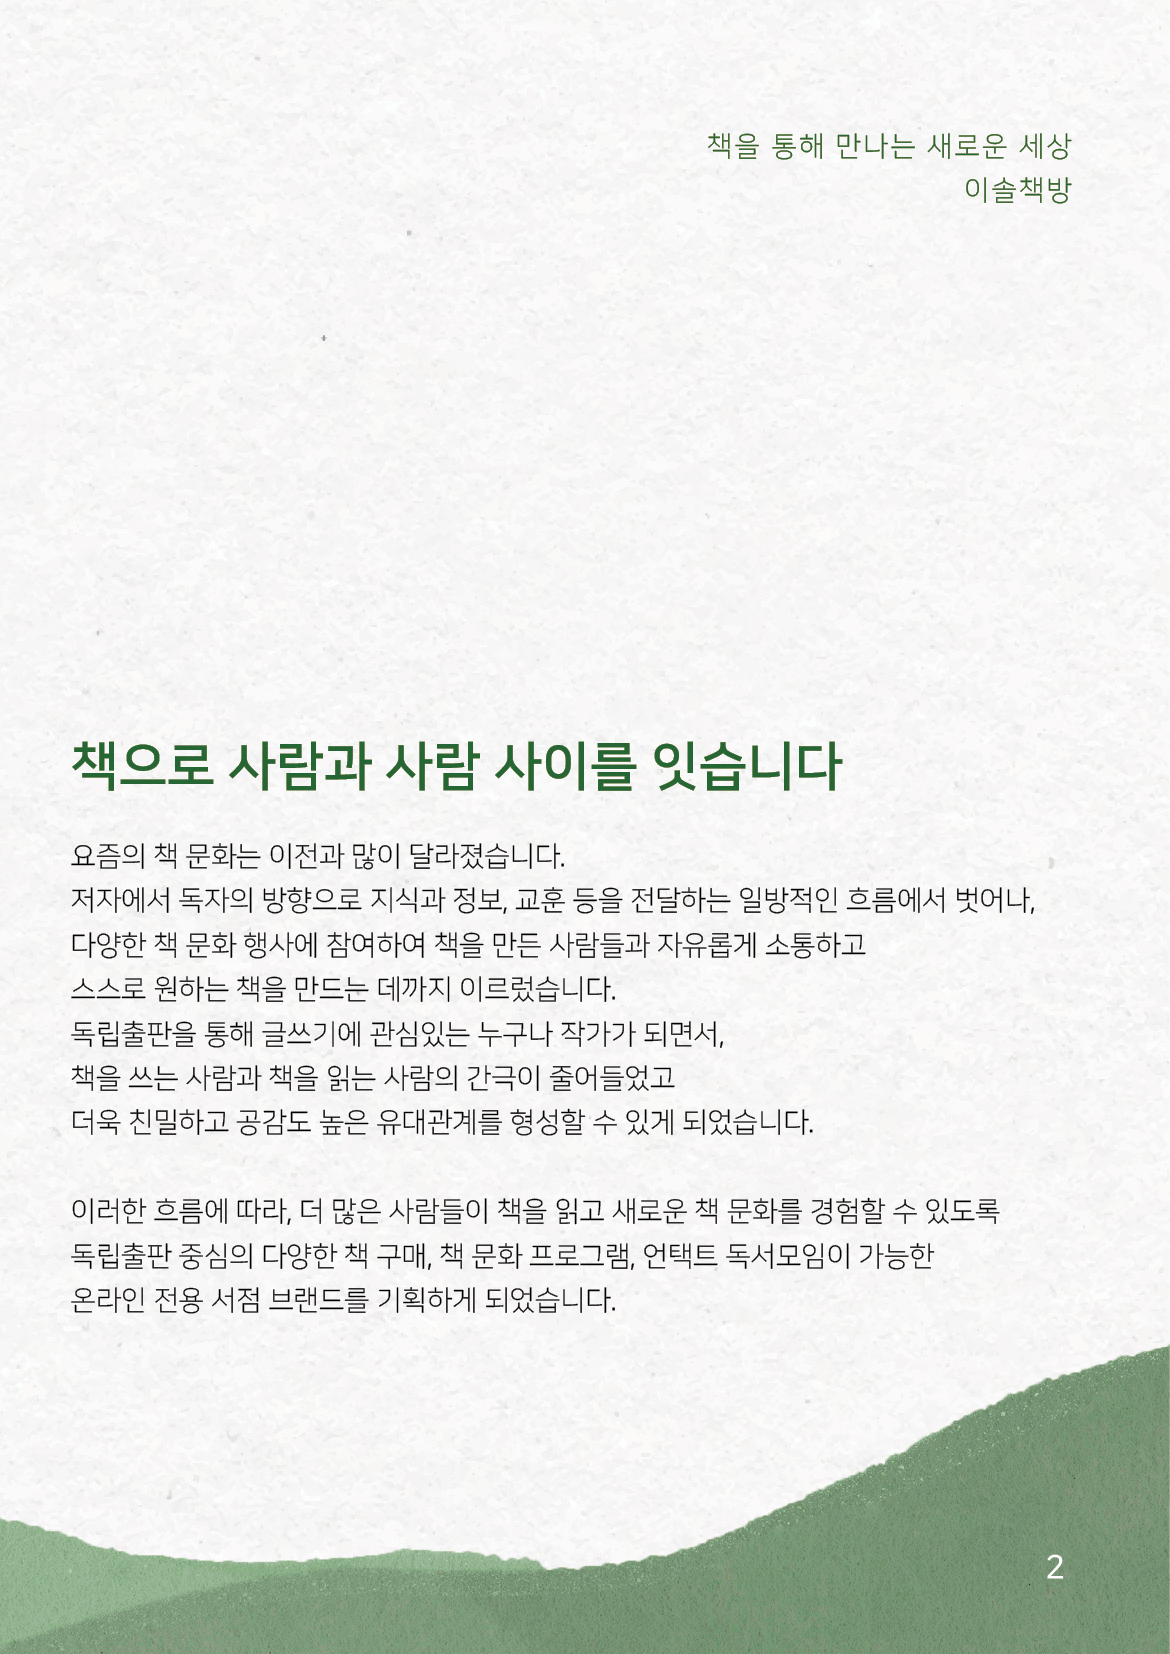 책을 통해 만나는 새로운 세상
이솔책방
책으로 사람과 사람 사이를 잇습니다
요즘의 책 문화는 이전과 많이 달라졌습니다.
저자에서 독자의 방향으로 지식과 정보, 교훈 등을 전달하는 일방적인 흐름에서 벗어나,
다양한 책 문화 행사에 참여하여 책을 만든 사람들과 자유롭게 소통하고
스스로 원하는 책을 만드는 데까지 이르렀습니다.
독립출판을 통해 글쓰기에 관심있는 누구나 작가가 되면서,
책을 쓰는 사람과 책을 읽는 사람의 간극이 줄어들었고
더욱 친밀하고 공감도 높은 유대관계를 형성할 수 있게 되었습니다.
이러한 흐름에 따라, 더 많은 사람들이 책을 읽고 새로운 책 문화를 경험할 수 있도록
독립출판 중심의 다양한 책 구매, 책 문화 프로그램, 언택트 독서모임이 가능한
온라인 전용 서점 브랜드를 기획하게 되었습니다.
2